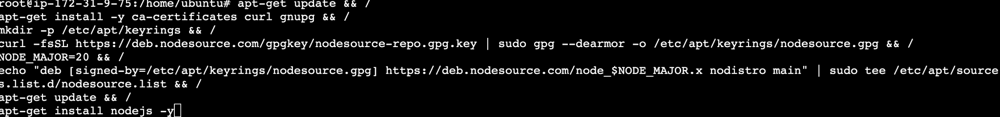 root@ip-172-31-9-75:/home/ubuntu# apt-get update && /
apt-get install -y ca-certificates curl gnupg && /
mkdir -p /etc/apt/keyrings && /
curl -fsSL https://deb.nodesource.com/gpgkey/nodesource-repo.gpg.key | sudo gpg --dearmor -o /etc/apt/keyrings/nodesource.gpg && /
NODE_MAJOR=20 && /
echo "deb [signed-by=/etc/apt/keyrings/nodesource.gpg] https://deb.nodesource.com/node_$NODE_MAJOR.x nodistro main" | sudo tee /etc/apt/source
s.list.d/nodesource.list && /
apt-get update && /
apt-get install nodejs -y